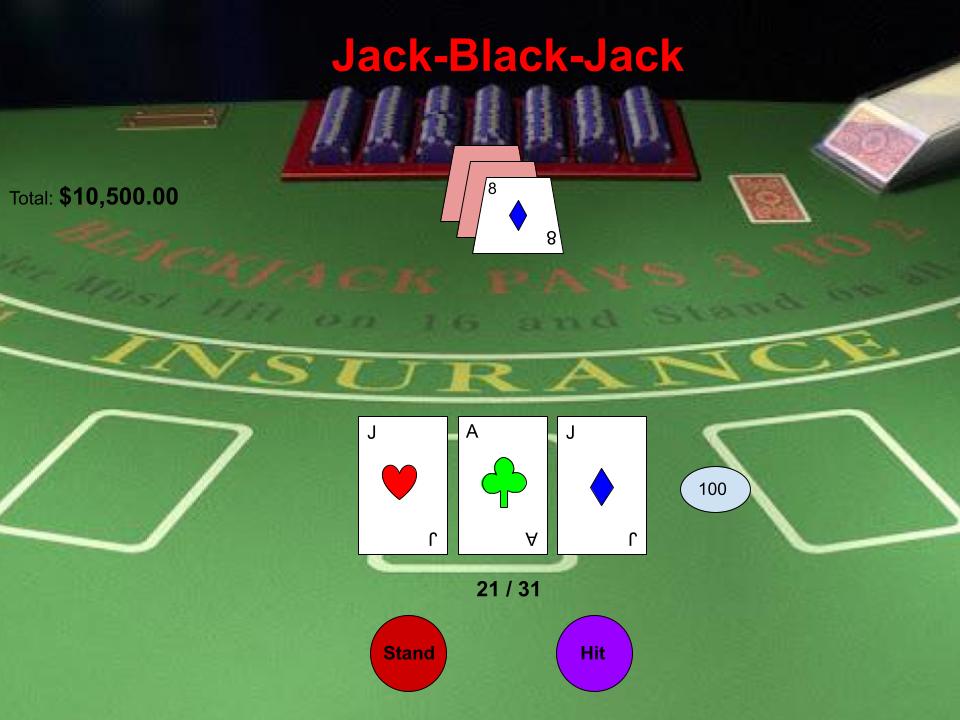 Jack-Black-Jack
Total: $10,500.00
8
8
BLACKJACK PAYS 3 TO 2
Must Hit on 16 and Stand on all
INSURANCE
J
A
J
100
J
A
J
21 / 31
Stand
Hit